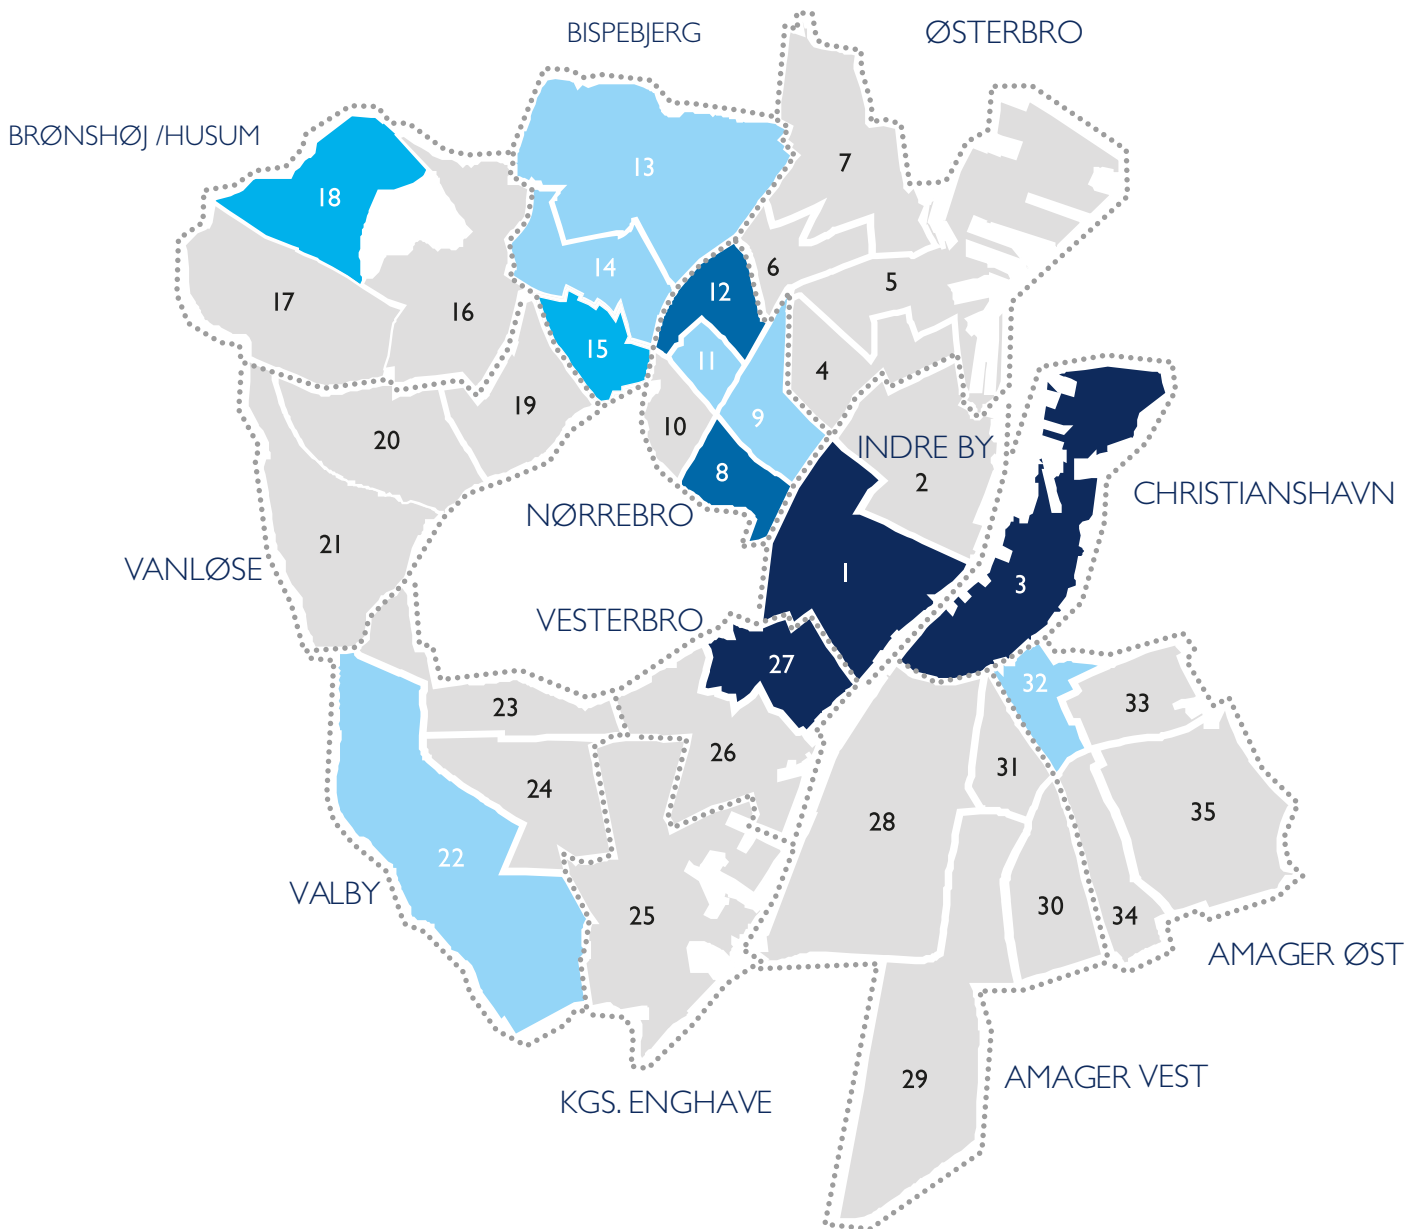 BISPEBJERG
ØSTERBRO
BRØNSHØJ /HUSUM
7
13
18
14
6
5
12
17
16
15
11
4
19
9
10
20
INDRE BY
8
2
CHRISTIANSHAVN
NØRREBRO
21
VANLØSE
1
3
VESTERBRO
27
32
33
23
26
31
24
35
28
22
VALBY
30
25
34
AMAGER ØST
29
AMAGER VEST
KGS. ENGHAVE